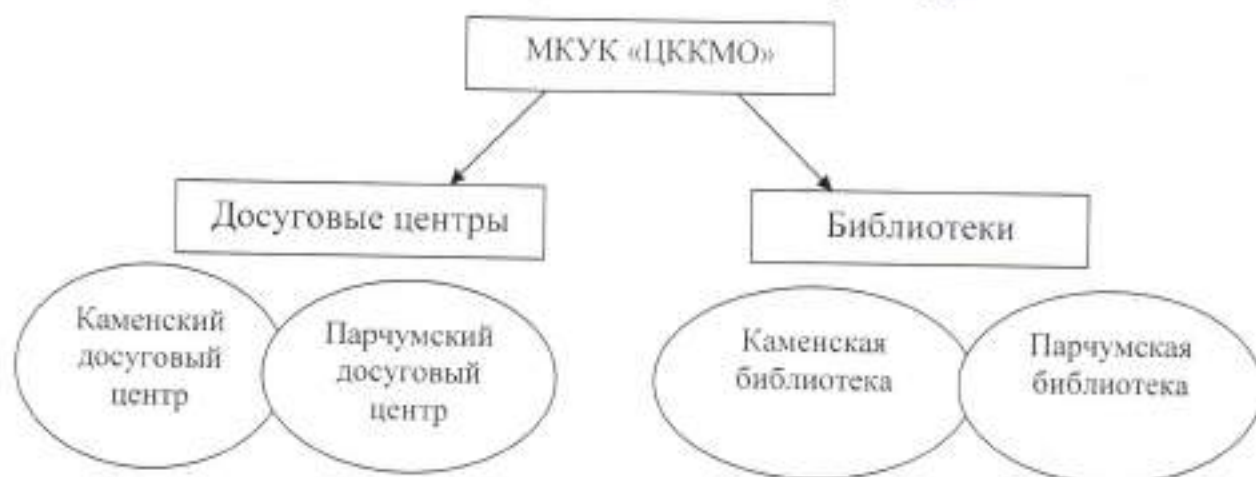 МКУК «ЦККМО»
Досуговые центры
Библиотеки
Каменский
досуговый
центр
Парчумский
досуговый
центр
Каменская
библиотека
Парчумская
библиотека